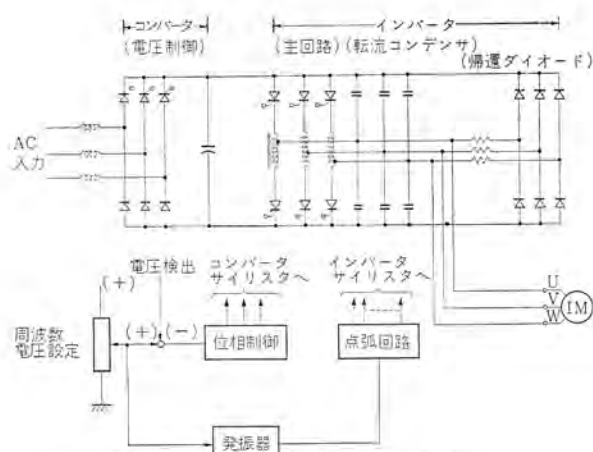 コンバータ
インバータ
(電圧制御)
(主回路)(転流コンデンサ)
(帰還ダイオード)
AC
入力
電圧検出
コンバータ
サイリスタへ
インバータ
サイリスタへ
(+)
U
V
W
IM
周波数
電圧設定
(+)
(-)
位相制御
点弧回路
発振器